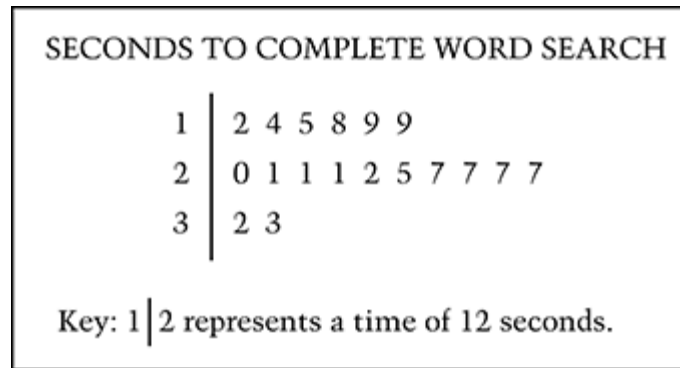 SECONDS TO COMPLETE WORD SEARCH
1 | 2 4 5 8 9 9
2 | 0 1 1 1 2 5 7 7 7 7
3 | 2 3
Key: 1|2 represents a time of 12 seconds.